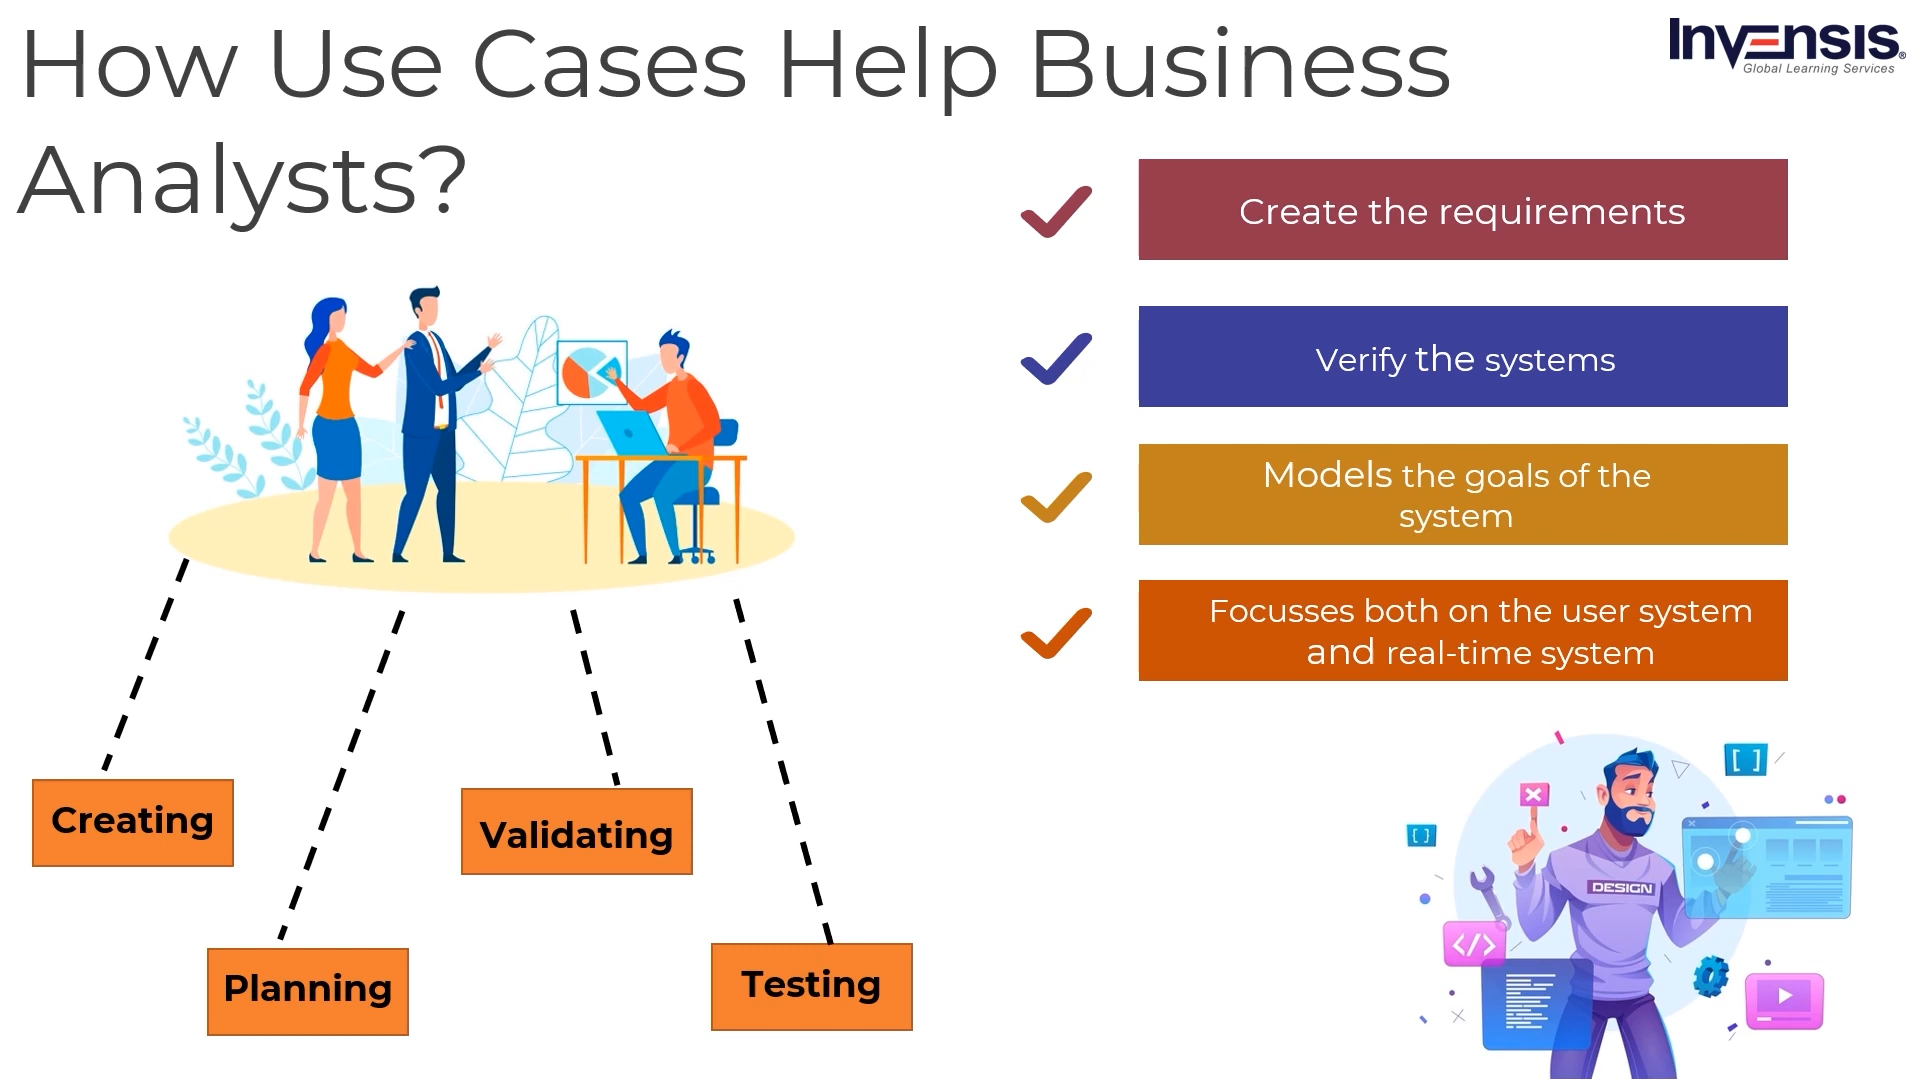 How Use Cases Help Business
Analysts?
Invensis®
Global Learning Services
Create the requirements
Verify the systems
Models the goals of the
system
Focusses both on the user system
and real-time system
Creating
Planning
Validating
Testing
[ ]
[ ]
DESIGN
</>